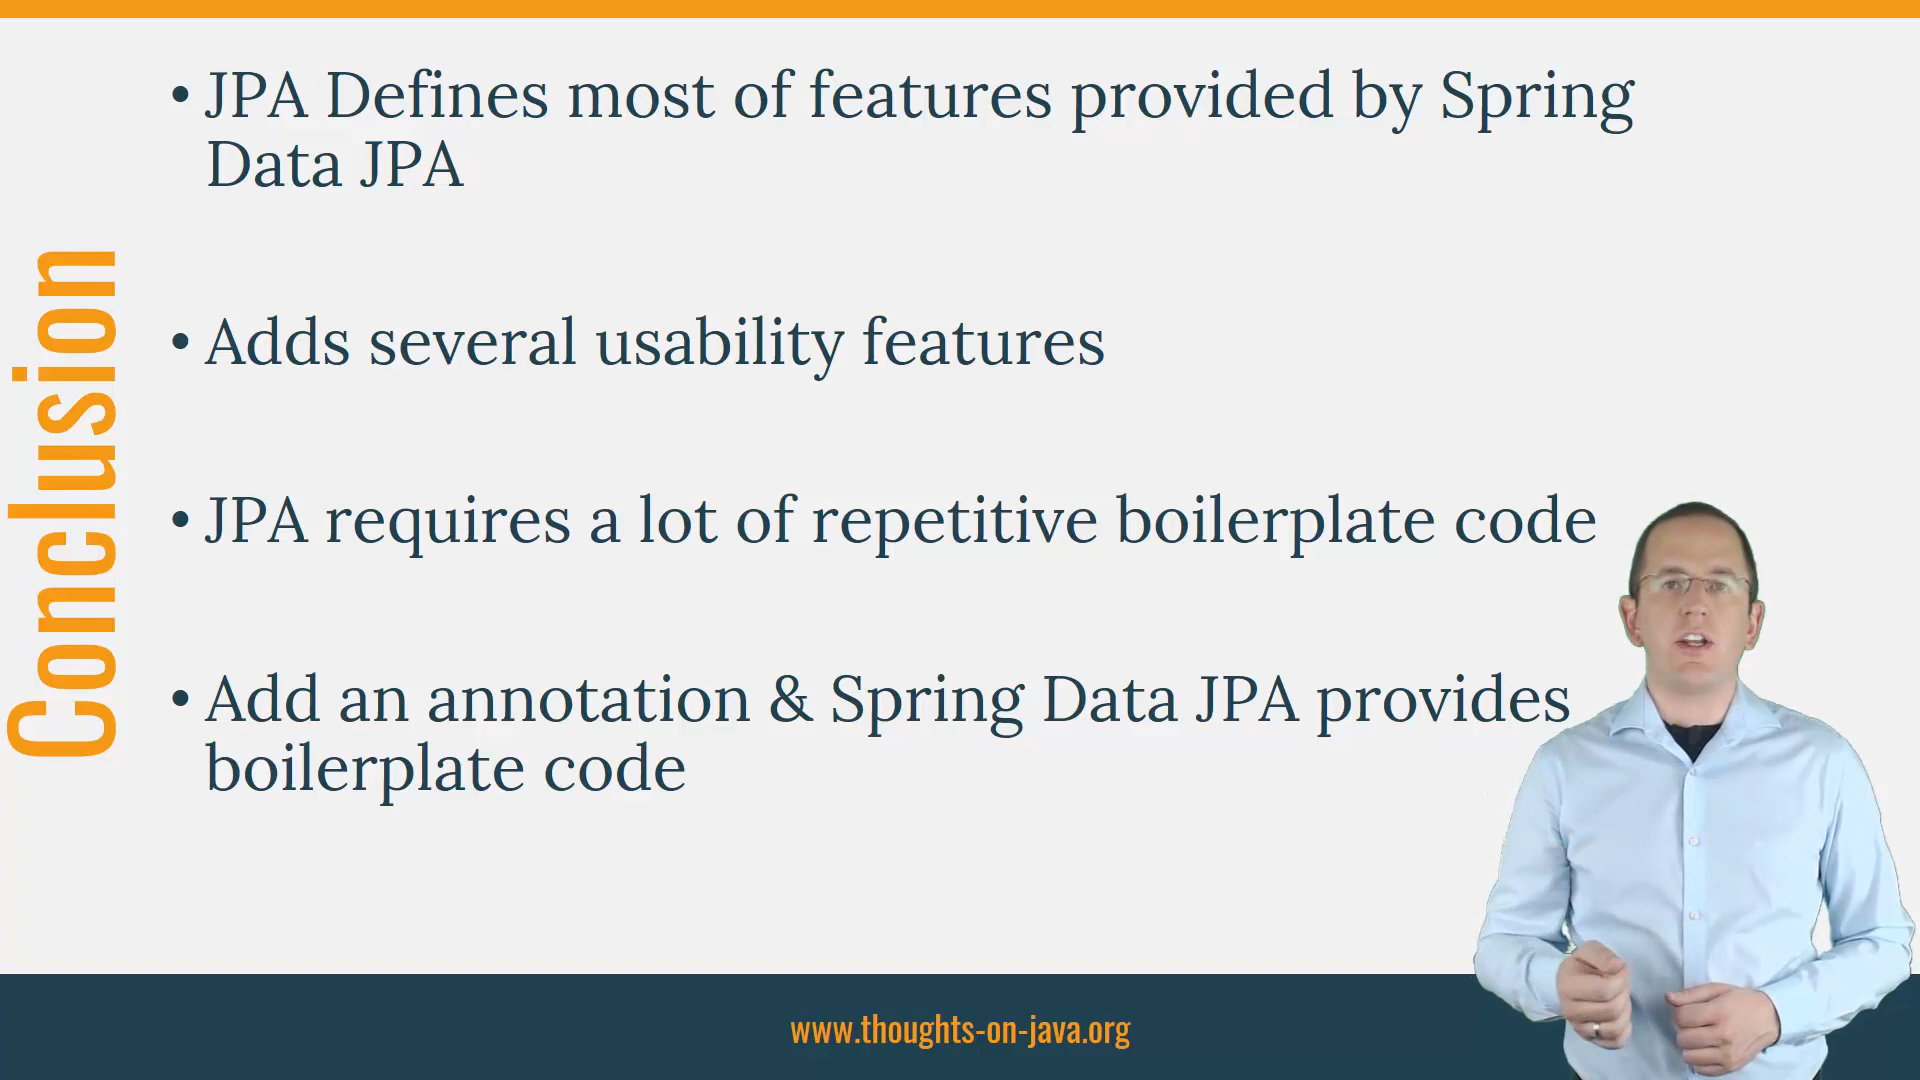 Conclusion
• JPA Defines most of features provided by Spring
Data JPA
• Adds several usability features
• JPA requires a lot of repetitive boilerplate code
• Add an annotation & Spring Data JPA provides
boilerplate code
www.thoughts-on-java.org